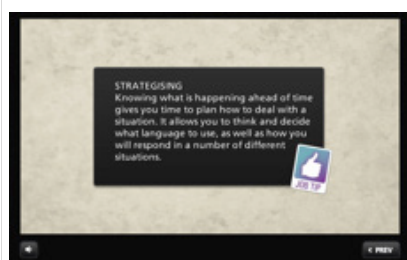 STRATEGISING
Knowing what is happening ahead of time
gives you time to plan how to deal with a
situation. It allows you to think and decide
what language to use, as well as how you
will respond in a number of different
situations.
JOB TIP
< PREV